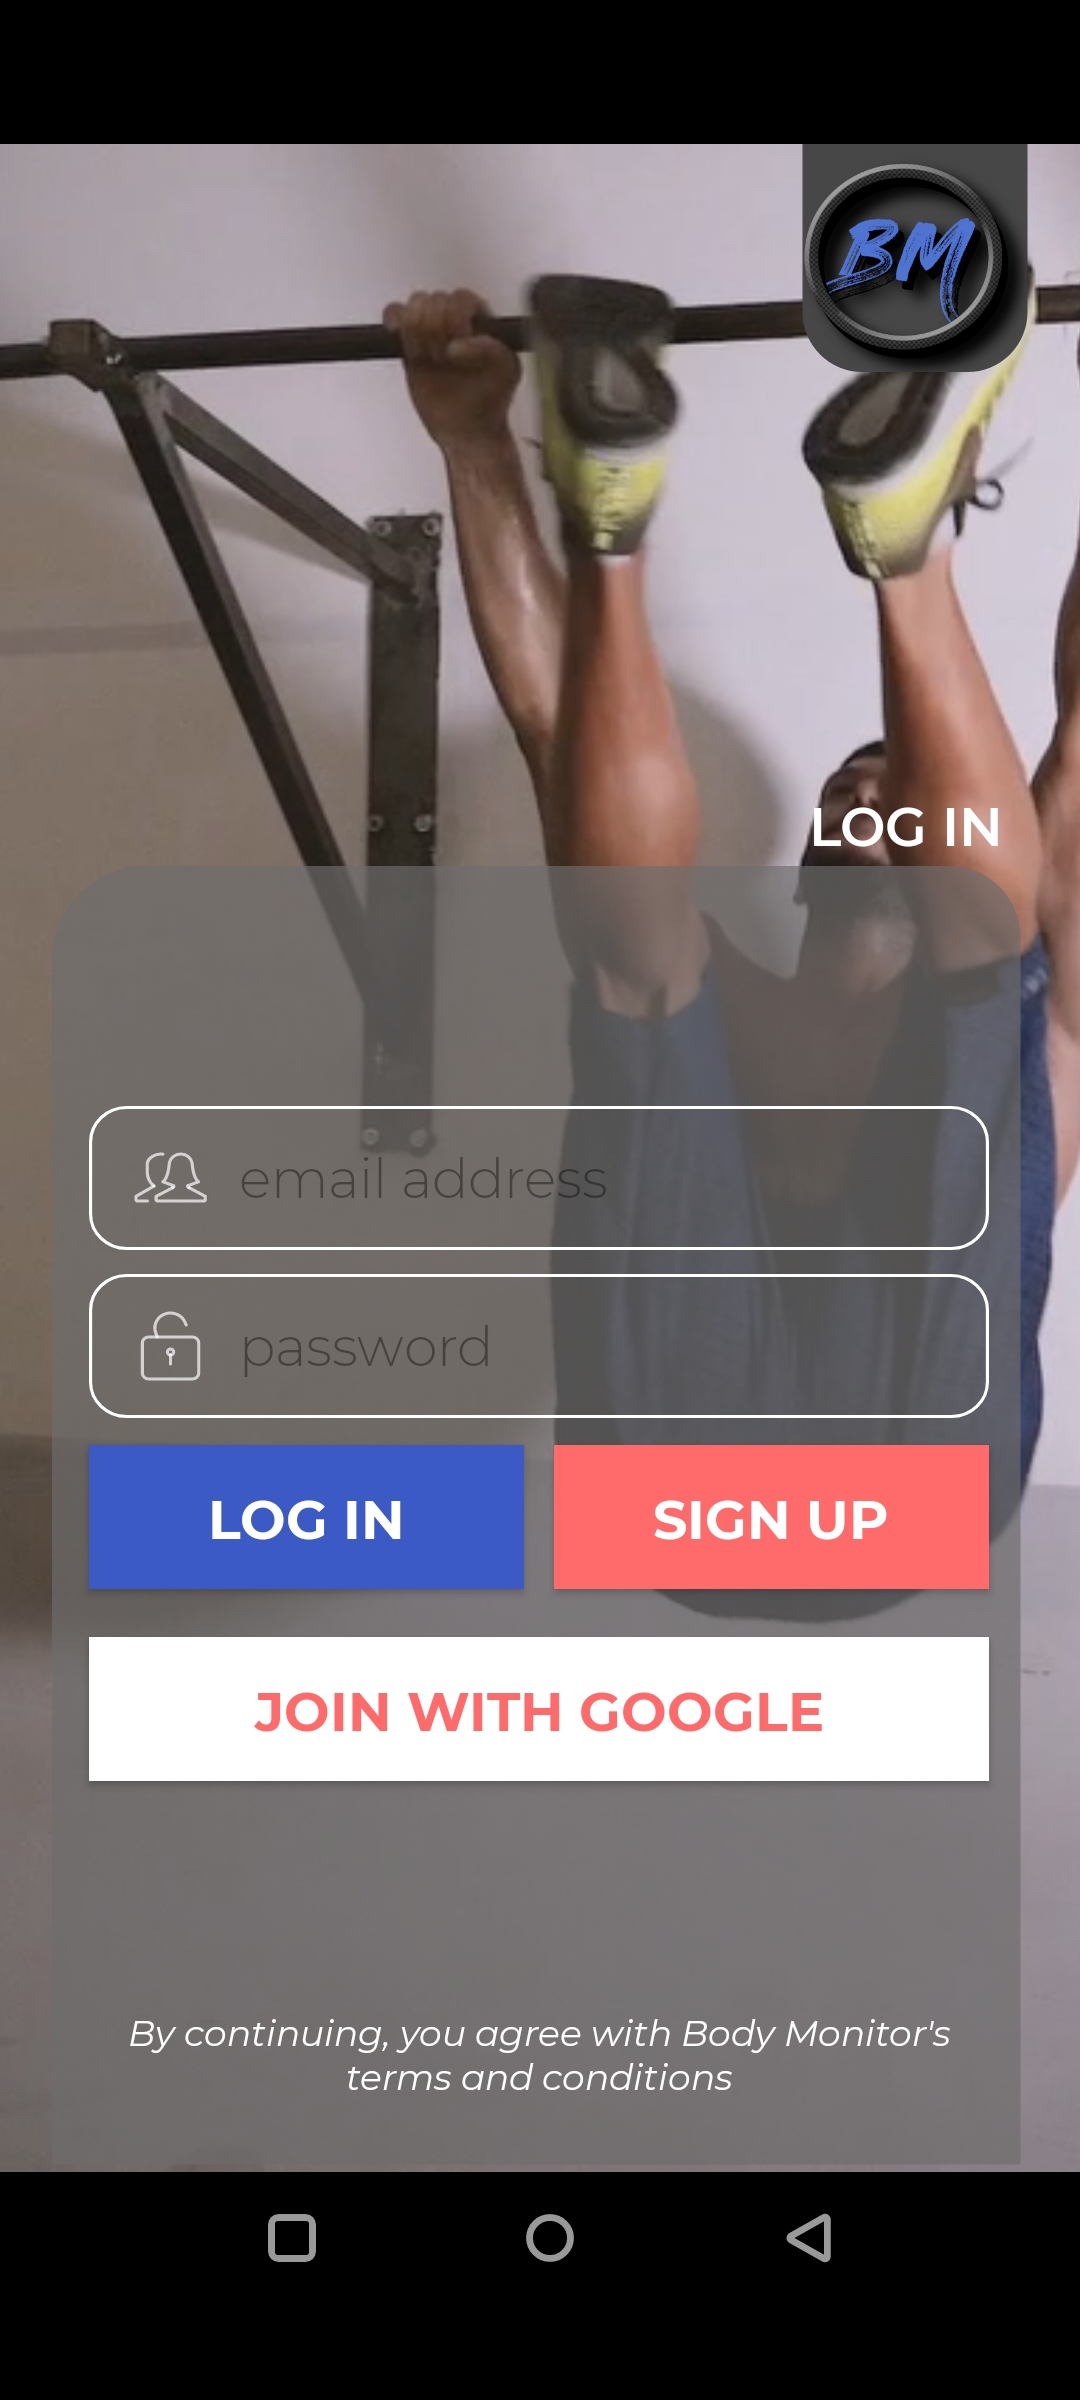 BM
LOG IN
email address
password
LOG IN
SIGN UP
JOIN WITH GOOGLE
By continuing, you agree with Body Monitor's
terms and conditions